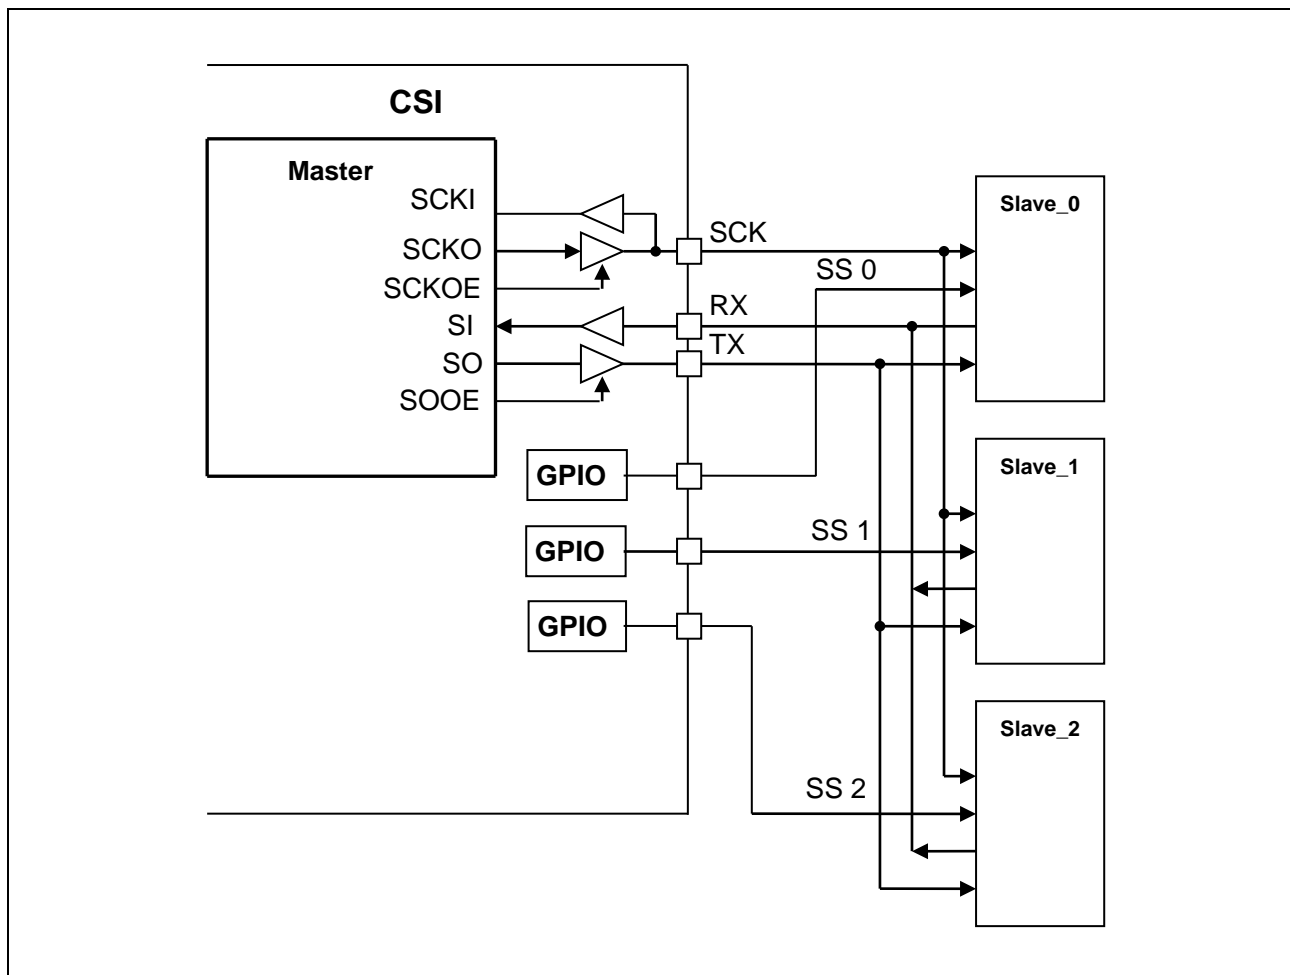 CSI
Master
SCKI
SCKO
SCKOE
SI
SO
SOOE
SCK
SS 0
RX
TX
GPIO
GPIO
SS 1
GPIO
SS 2
Slave_0
Slave_1
Slave_2